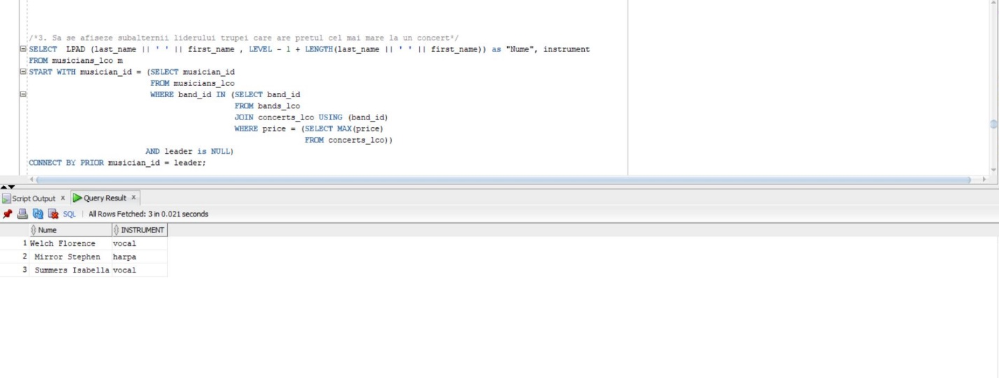 /*3. Sa se afiseze subalternii liderului trupei care are pretul cel mai mare la un concert*/
SELECT  LPAD (last_name || ' ' || first_name , LEVEL - 1 + LENGTH(last_name || ' ' || first_name)) as "Nume", instrument
FROM musicians_lco m
START WITH musician_id = (SELECT musician_id
FROM musicians_lco
WHERE band_id IN (SELECT band_id
FROM bands_lco
JOIN concerts_lco USING (band_id)
WHERE price = (SELECT MAX(price)
FROM concerts_lco))
AND leader is NULL)
CONNECT BY PRIOR musician_id = leader;
Script Output x Query Result x
SQL | All Rows Fetched: 3 in 0.021 seconds
Nume INSTRUMENT
1 Welch Florence vocal
2 Mirror Stephen harpa
3 Summers Isabella vocal